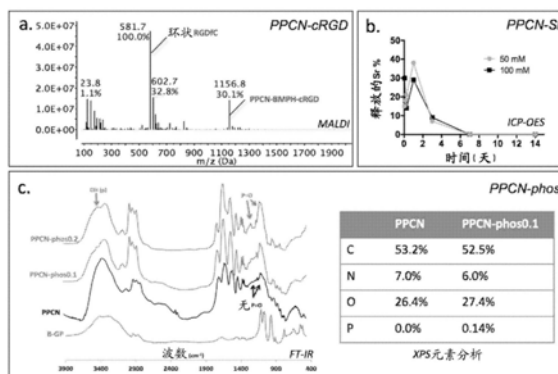 a.
PPCN-cRGD
5.0E+07
4.0E+07
3.0E+07
2.0E+07
1.0E+07
0.0E+00
581.7
100.0%
环状RGDfC
23.8
1.1%
602.7
32.8%
1156.8
30.1%
PPCN-BMPH-cRGD
MALDI
100 300 500 700 900 1100 1300 1500 1700 1900
m/z (Da)
b.
50
40
30
20
10
0
释放的Sr %
50 mM
100 mM
ICP-OES
0 2 4 6 8 10 12 14
时间(天)
c.
PPCN-phos
P=O
PPCN-phos0.2
PPCN-phos0.1
PPCN
无P=O
B-GP
3900 3400 2900 2400 1900 1400 900 400
波数(cm⁻¹)
FT-IR
PPCN PPCN-phos0.1
C 53.2% 52.5%
N 7.0% 6.0%
O 26.4% 27.4%
P 0.0% 0.14%
XPS元素分析